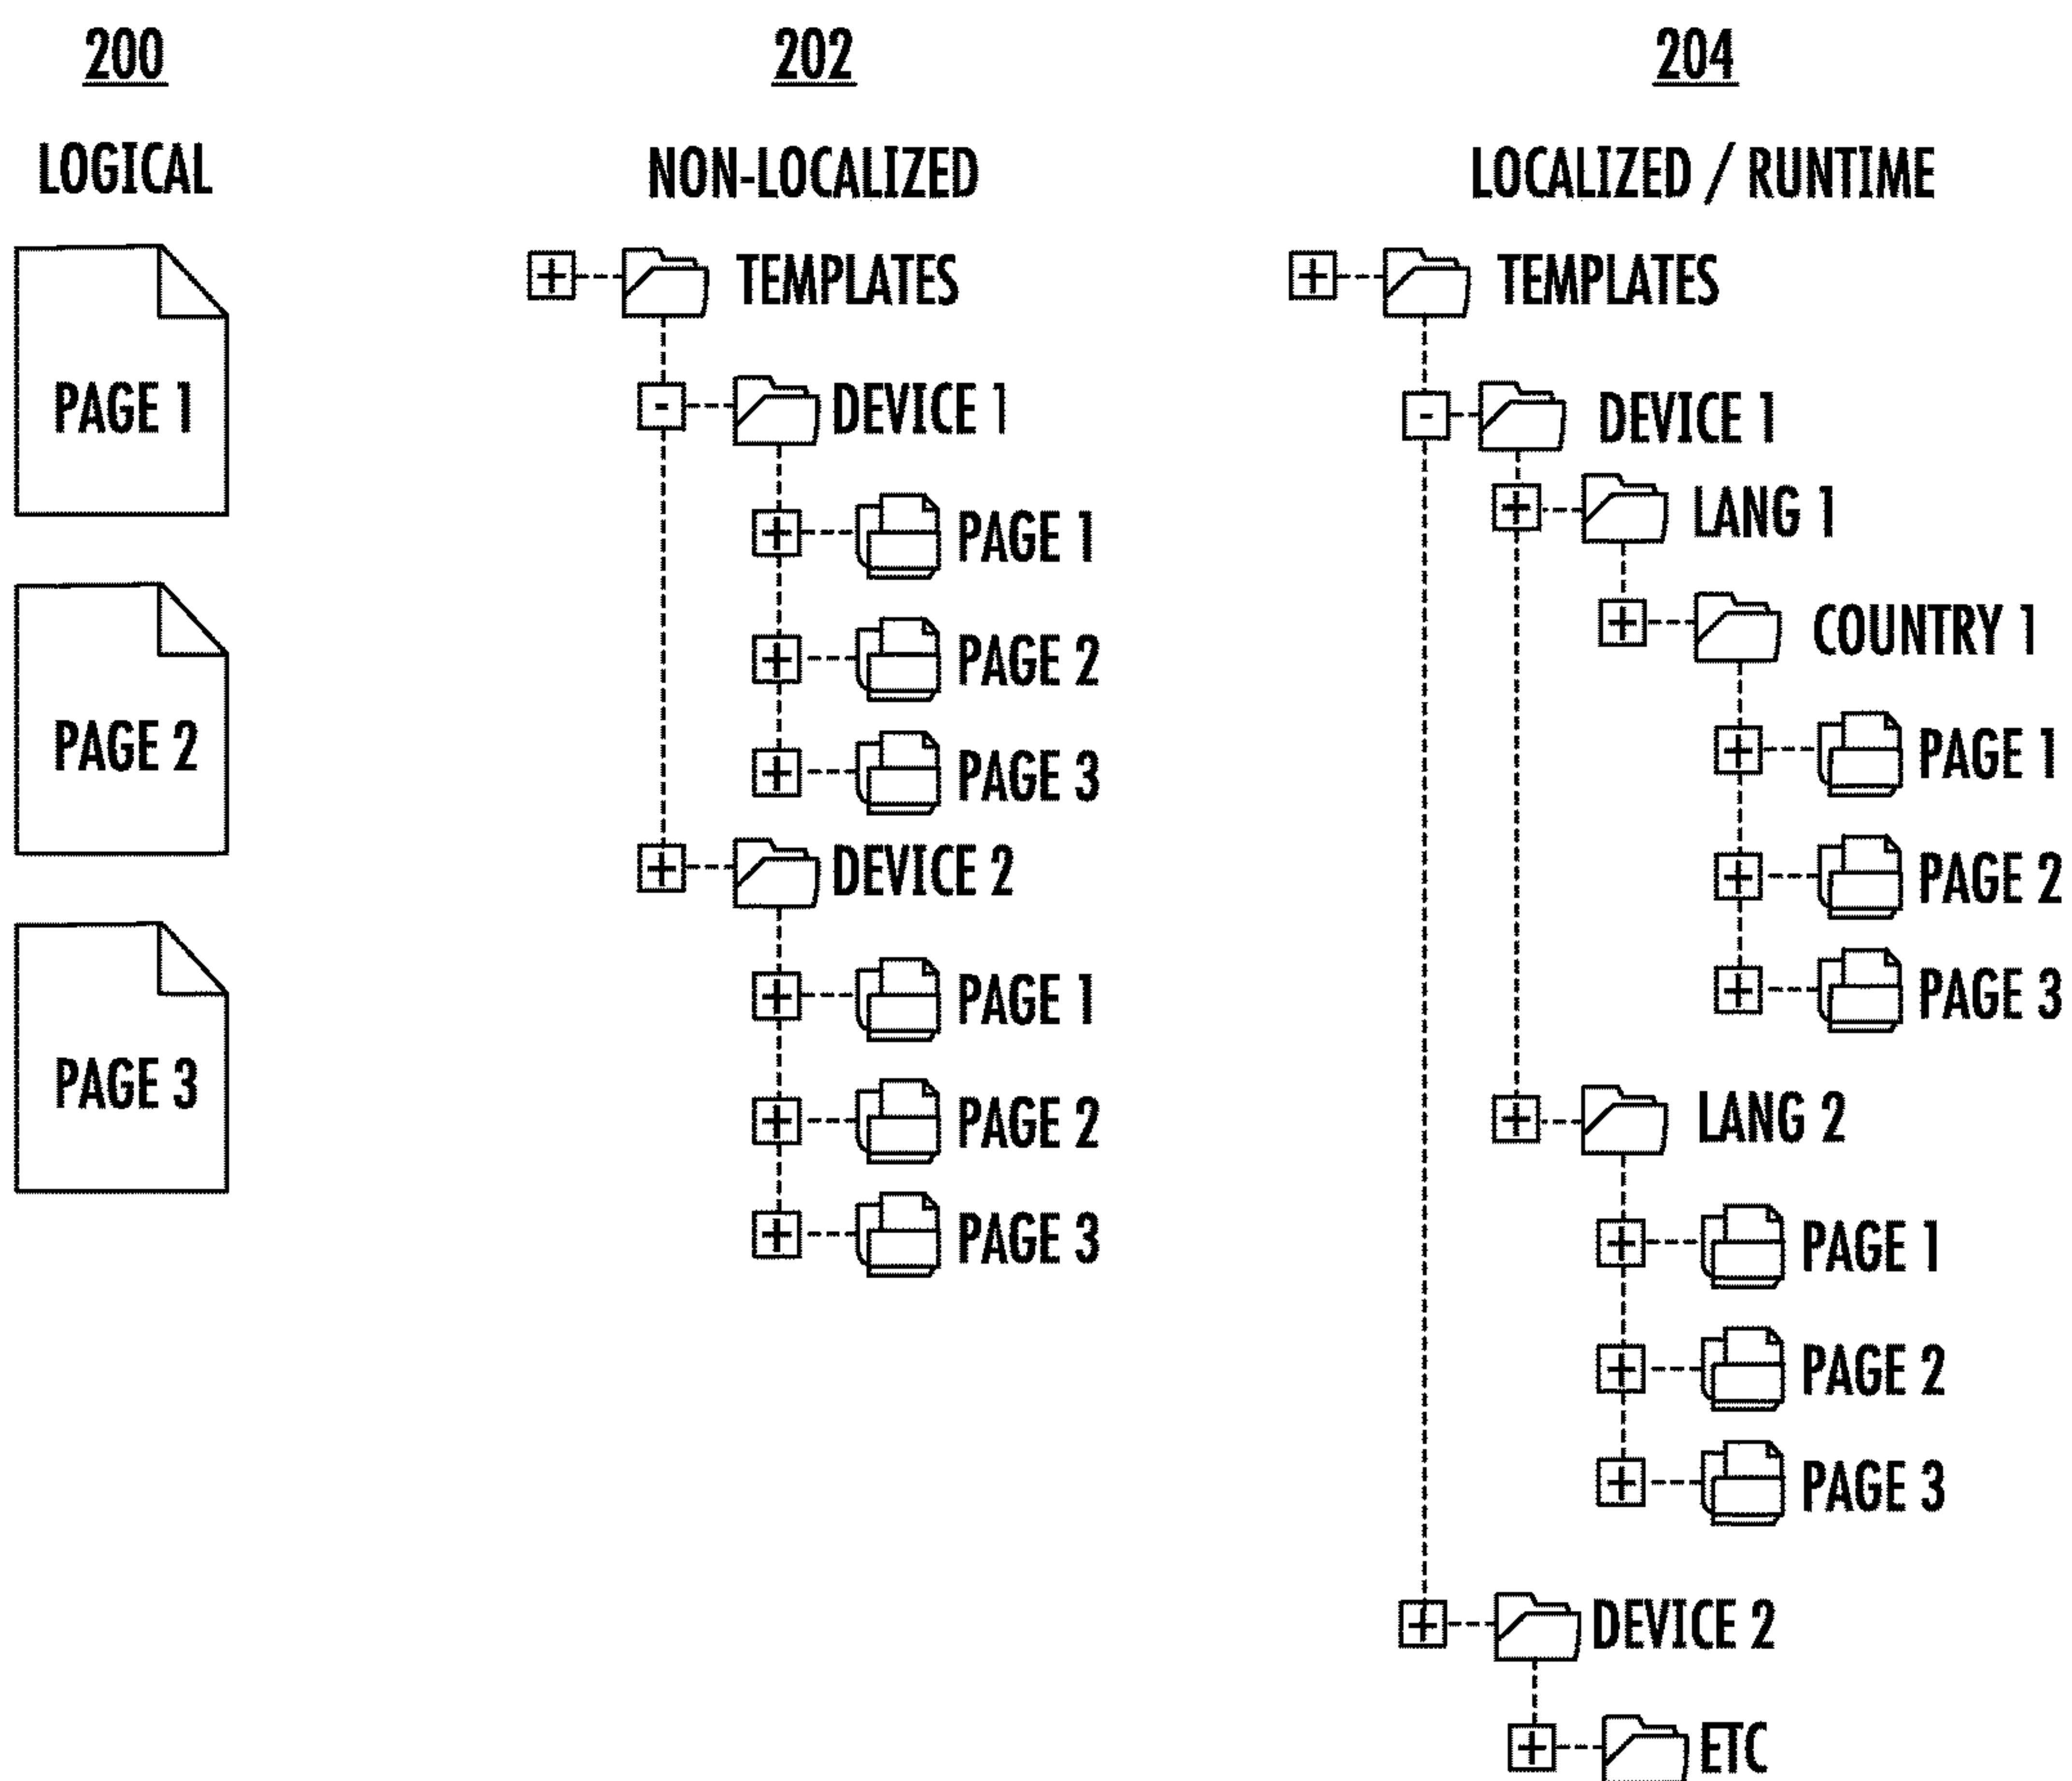 200
LOGICAL
PAGE 1
PAGE 2
PAGE 3
202
NON-LOCALIZED
TEMPLATES
DEVICE 1
PAGE 1
PAGE 2
PAGE 3
DEVICE 2
PAGE 1
PAGE 2
PAGE 3
204
LOCALIZED / RUNTIME
TEMPLATES
DEVICE 1
LANG 1
COUNTRY 1
PAGE 1
PAGE 2
PAGE 3
LANG 2
PAGE 1
PAGE 2
PAGE 3
DEVICE 2
ETC